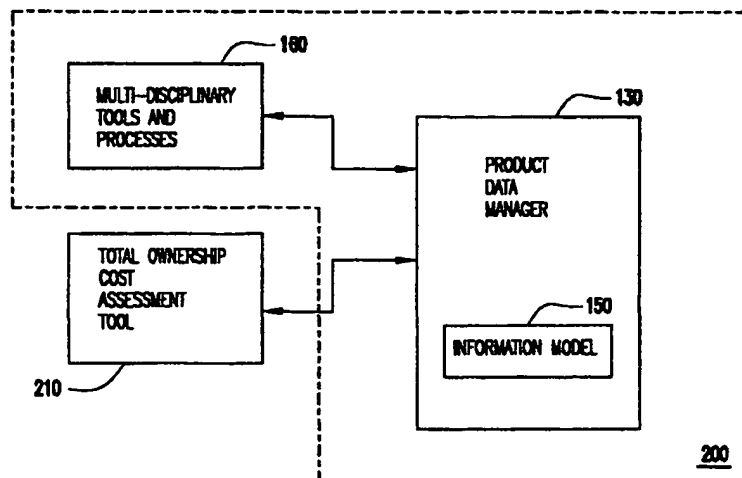 160
MULTI-DISCIPLINARY
TOOLS AND
PROCESSES
130
PRODUCT
DATA
MANAGER
TOTAL OWNERSHIP
COST
ASSESSMENT
TOOL
210
150
INFORMATION MODEL
200